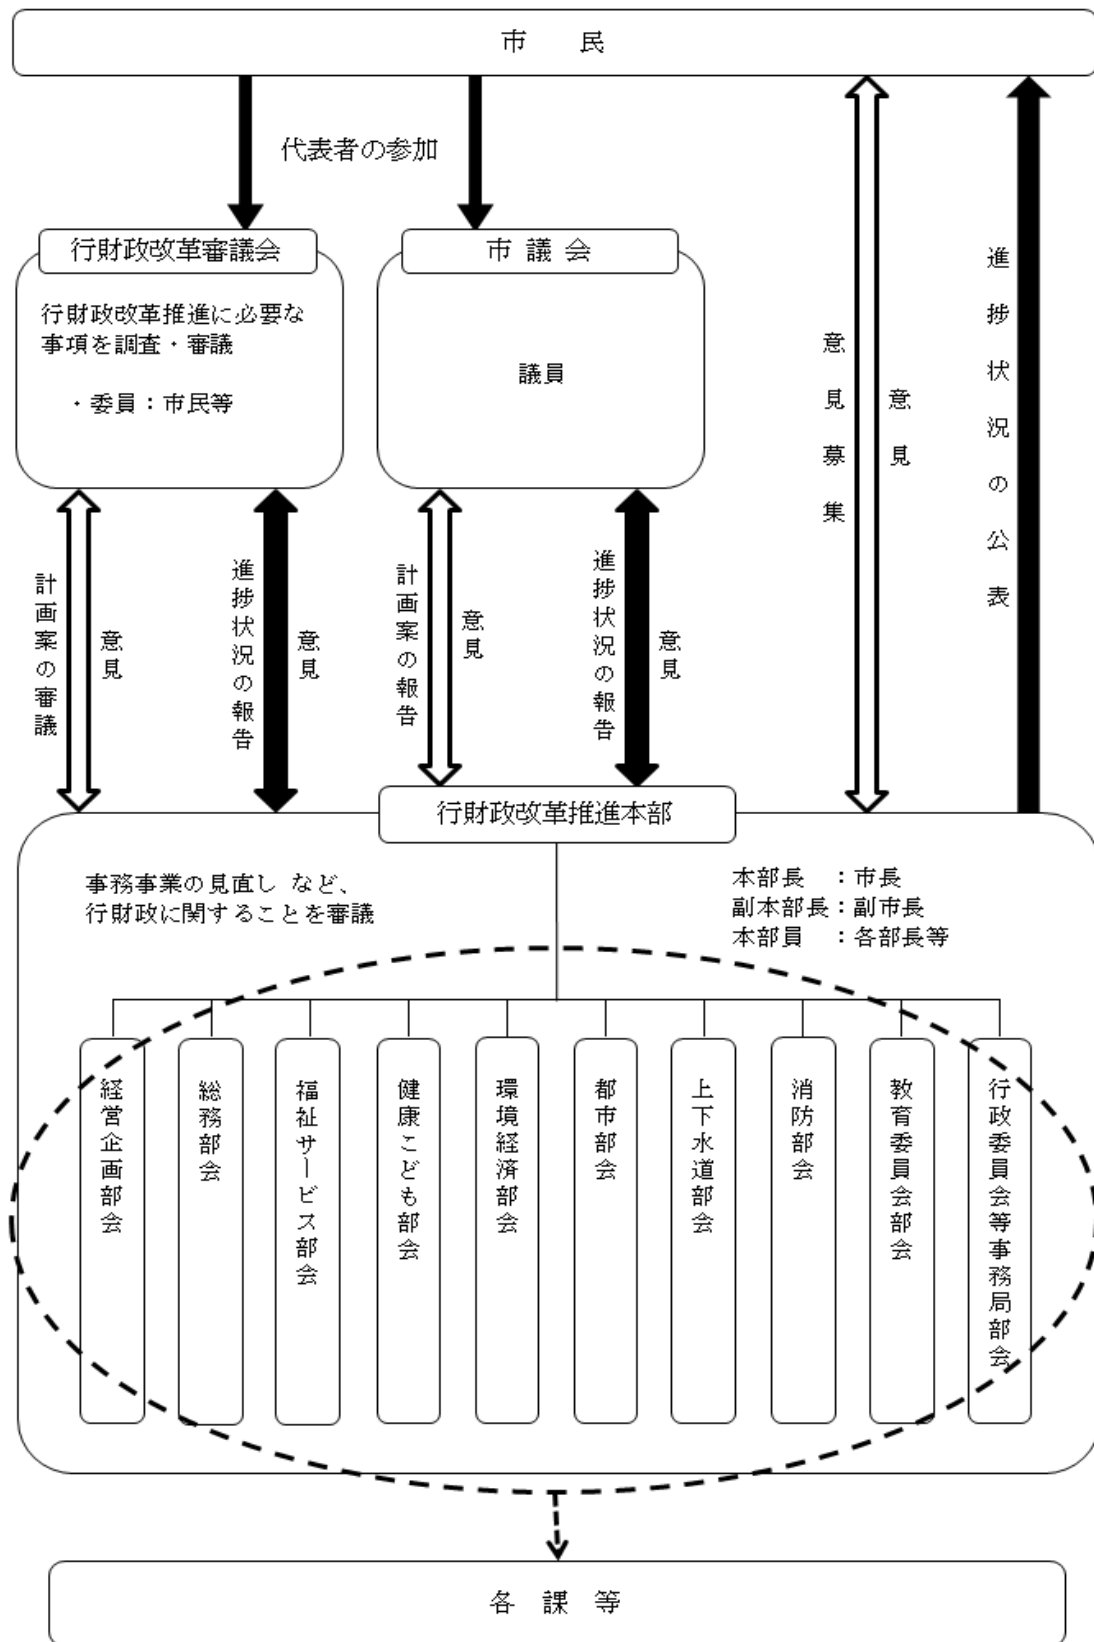 市　　民
代表者の参加
行財政改革審議会
行財政改革推進に必要な
事項を調査・審議
・委員：市民等
市 議 会
議員
意見募集
意見
進捗状況の公表
計画案の審議
意見
進捗状況の報告
意見
計画案の報告
意見
進捗状況の報告
意見
行財政改革推進本部
事務事業の見直し など、
行財政に関することを審議
本部長　：市長
副本部長：副市長
本部員　：各部長等
経営企画部会
総務部会
福祉サービス部会
健康こども部会
環境経済部会
都市部会
上下水道部会
消防部会
教育委員会部会
行政委員会等事務局部会
各　課　等